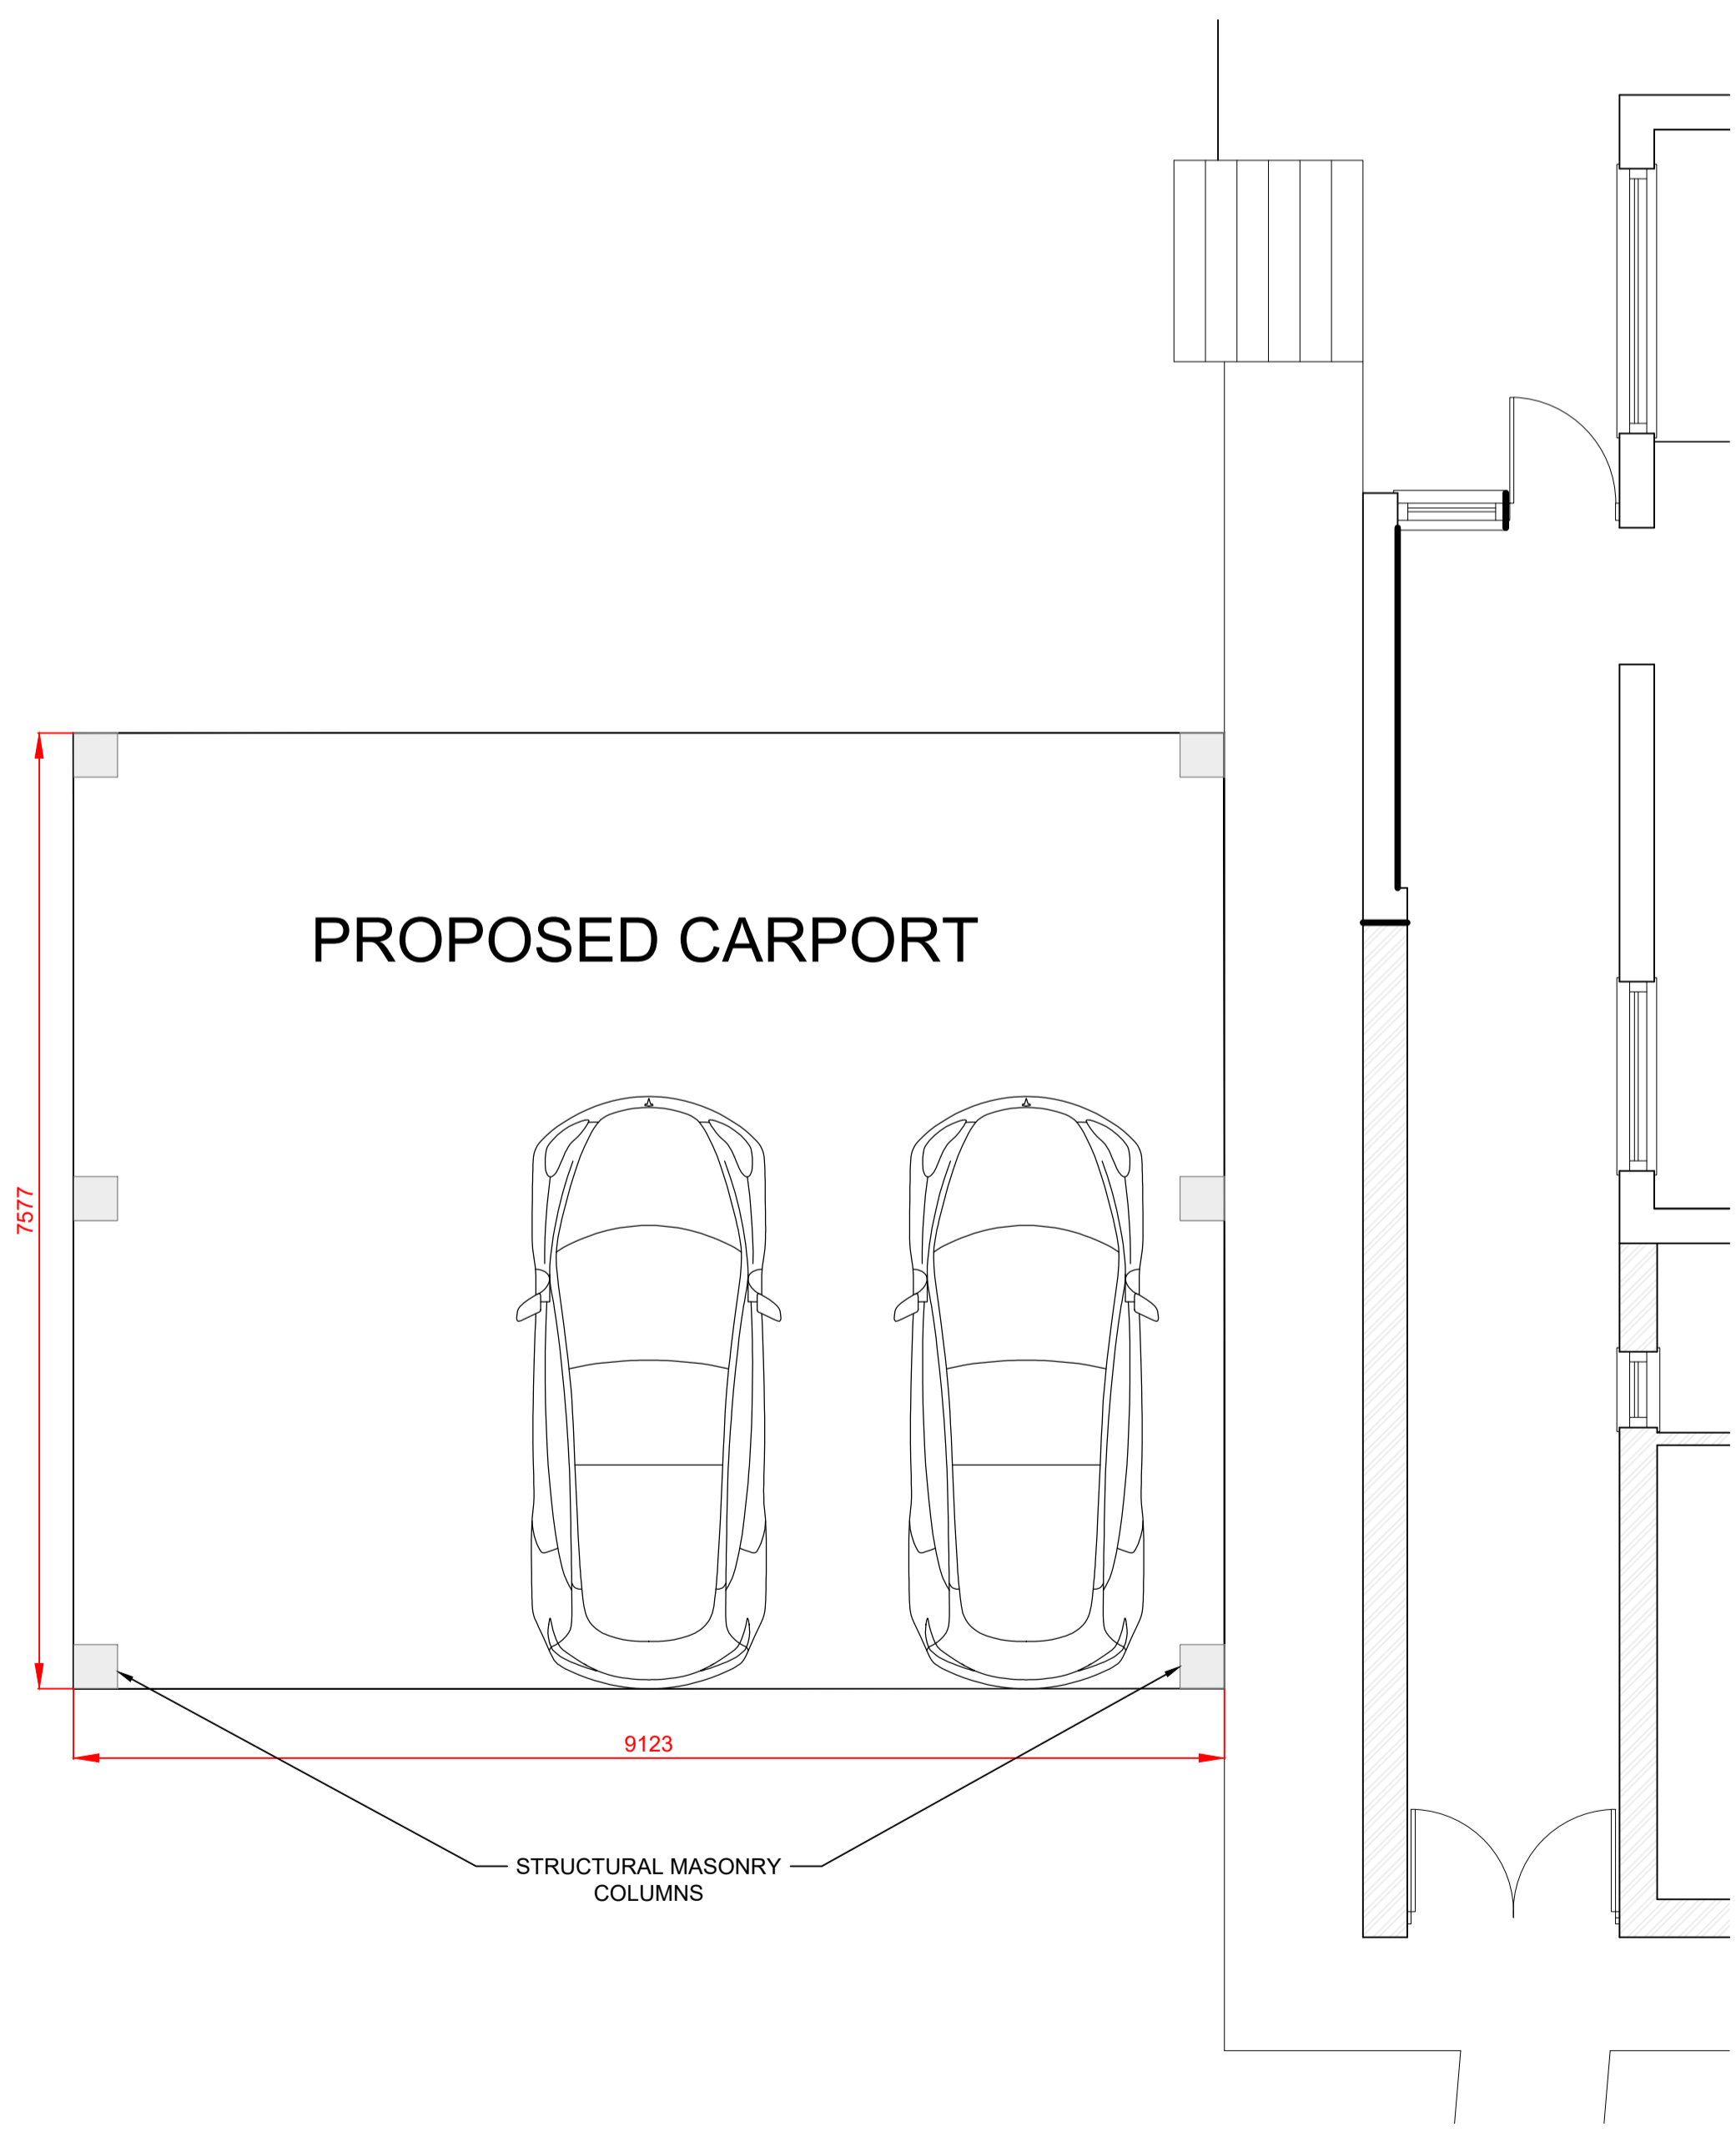 PROPOSED CARPORT
7577
9123
STRUCTURAL MASONRY
COLUMNS